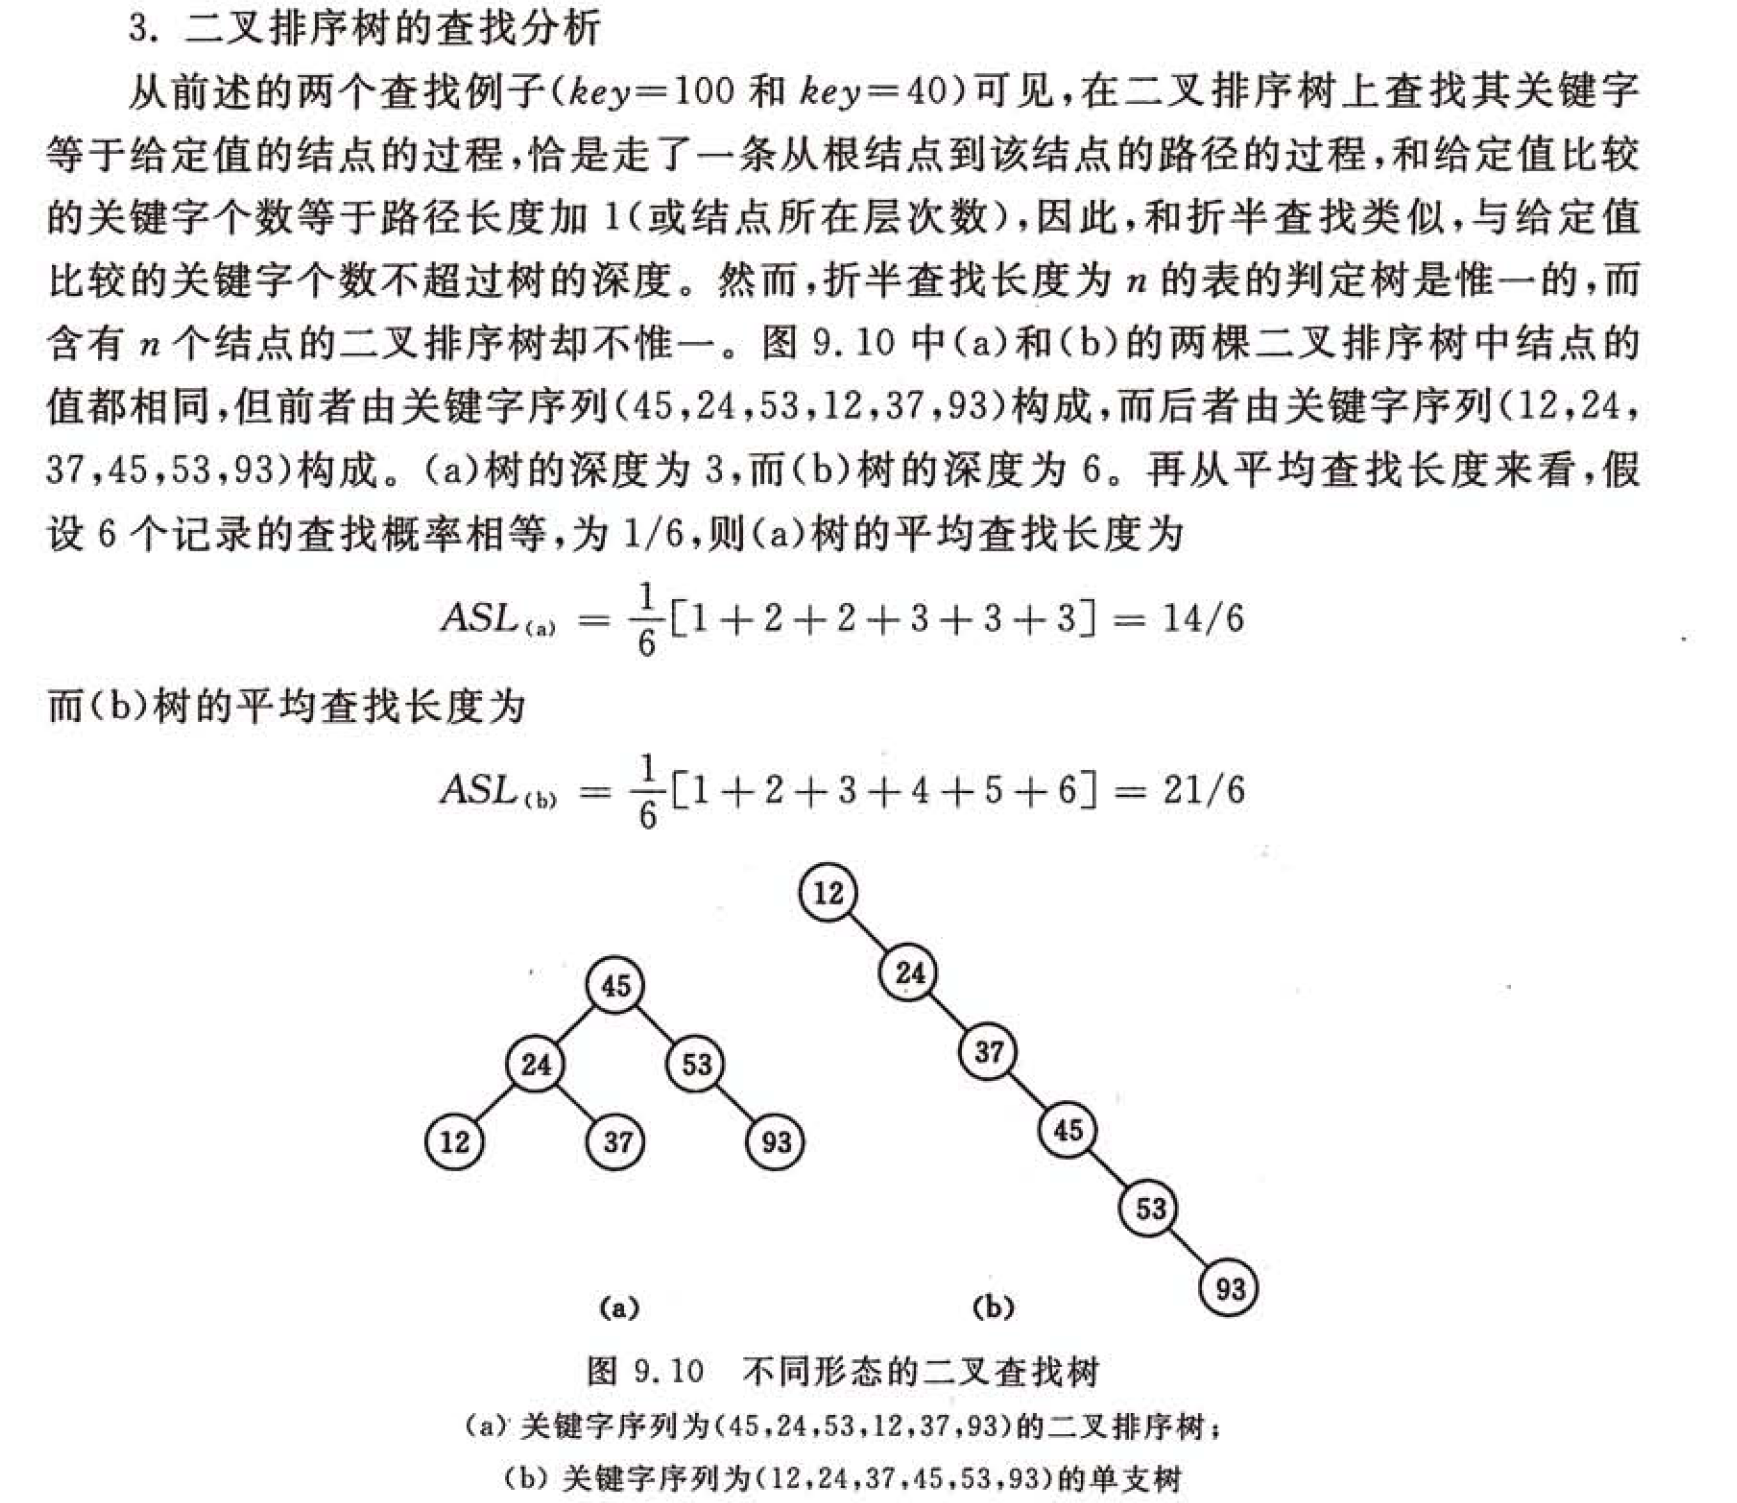 3. 二叉排序树的查找分析
从前述的两个查找例子(key=100 和 key=40)可见,在二叉排序树上查找其关键字
等于给定值的结点的过程,恰是走了一条从根结点到该结点的路径的过程,和给定值比较
的关键字个数等于路径长度加 1(或结点所在层次数),因此,和折半查找类似,与给定值
比较的关键字个数不超过树的深度。然而,折半查找长度为 n 的表的判定树是惟一的,而
含有 n 个结点的二叉排序树却不惟一。图 9.10 中(a)和(b)的两棵二叉排序树中结点的
值都相同,但前者由关键字序列(45,24,53,12,37,93)构成,而后者由关键字序列(12,24,
37,45,53,93)构成。(a)树的深度为 3,而(b)树的深度为 6。再从平均查找长度来看,假
设 6 个记录的查找概率相等,为 1/6,则(a)树的平均查找长度为
ASL(a) = 1/6[1+2+2+3+3+3] = 14/6
而(b)树的平均查找长度为
ASL(b) = 1/6[1+2+3+4+5+6] = 21/6
45
24 53
12 37 93
(a)
12
24
37
45
53
93
(b)
图 9.10 不同形态的二叉查找树
(a) 关键字序列为(45,24,53,12,37,93)的二叉排序树;
(b) 关键字序列为(12,24,37,45,53,93)的单支树